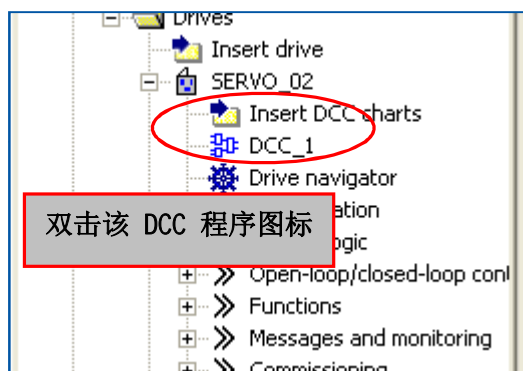 Drives
Insert drive
SERVO_02
Insert DCC charts
DCC_1
Drive navigator
双击该 DCC 程序图标
Open-loop/closed-loop
Functions
Messages and monitoring
Commissioning